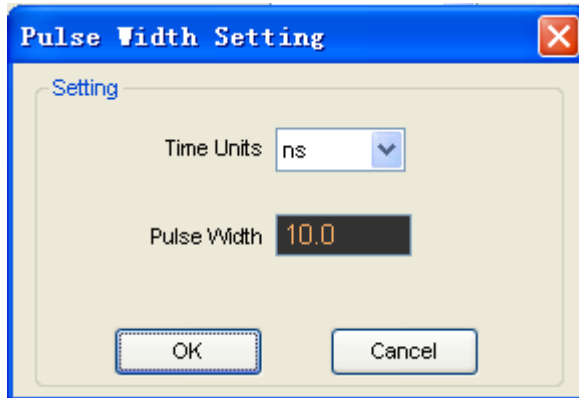 Pulse Width Setting
Setting
Time Units ns
Pulse Width 10.0
OK Cancel